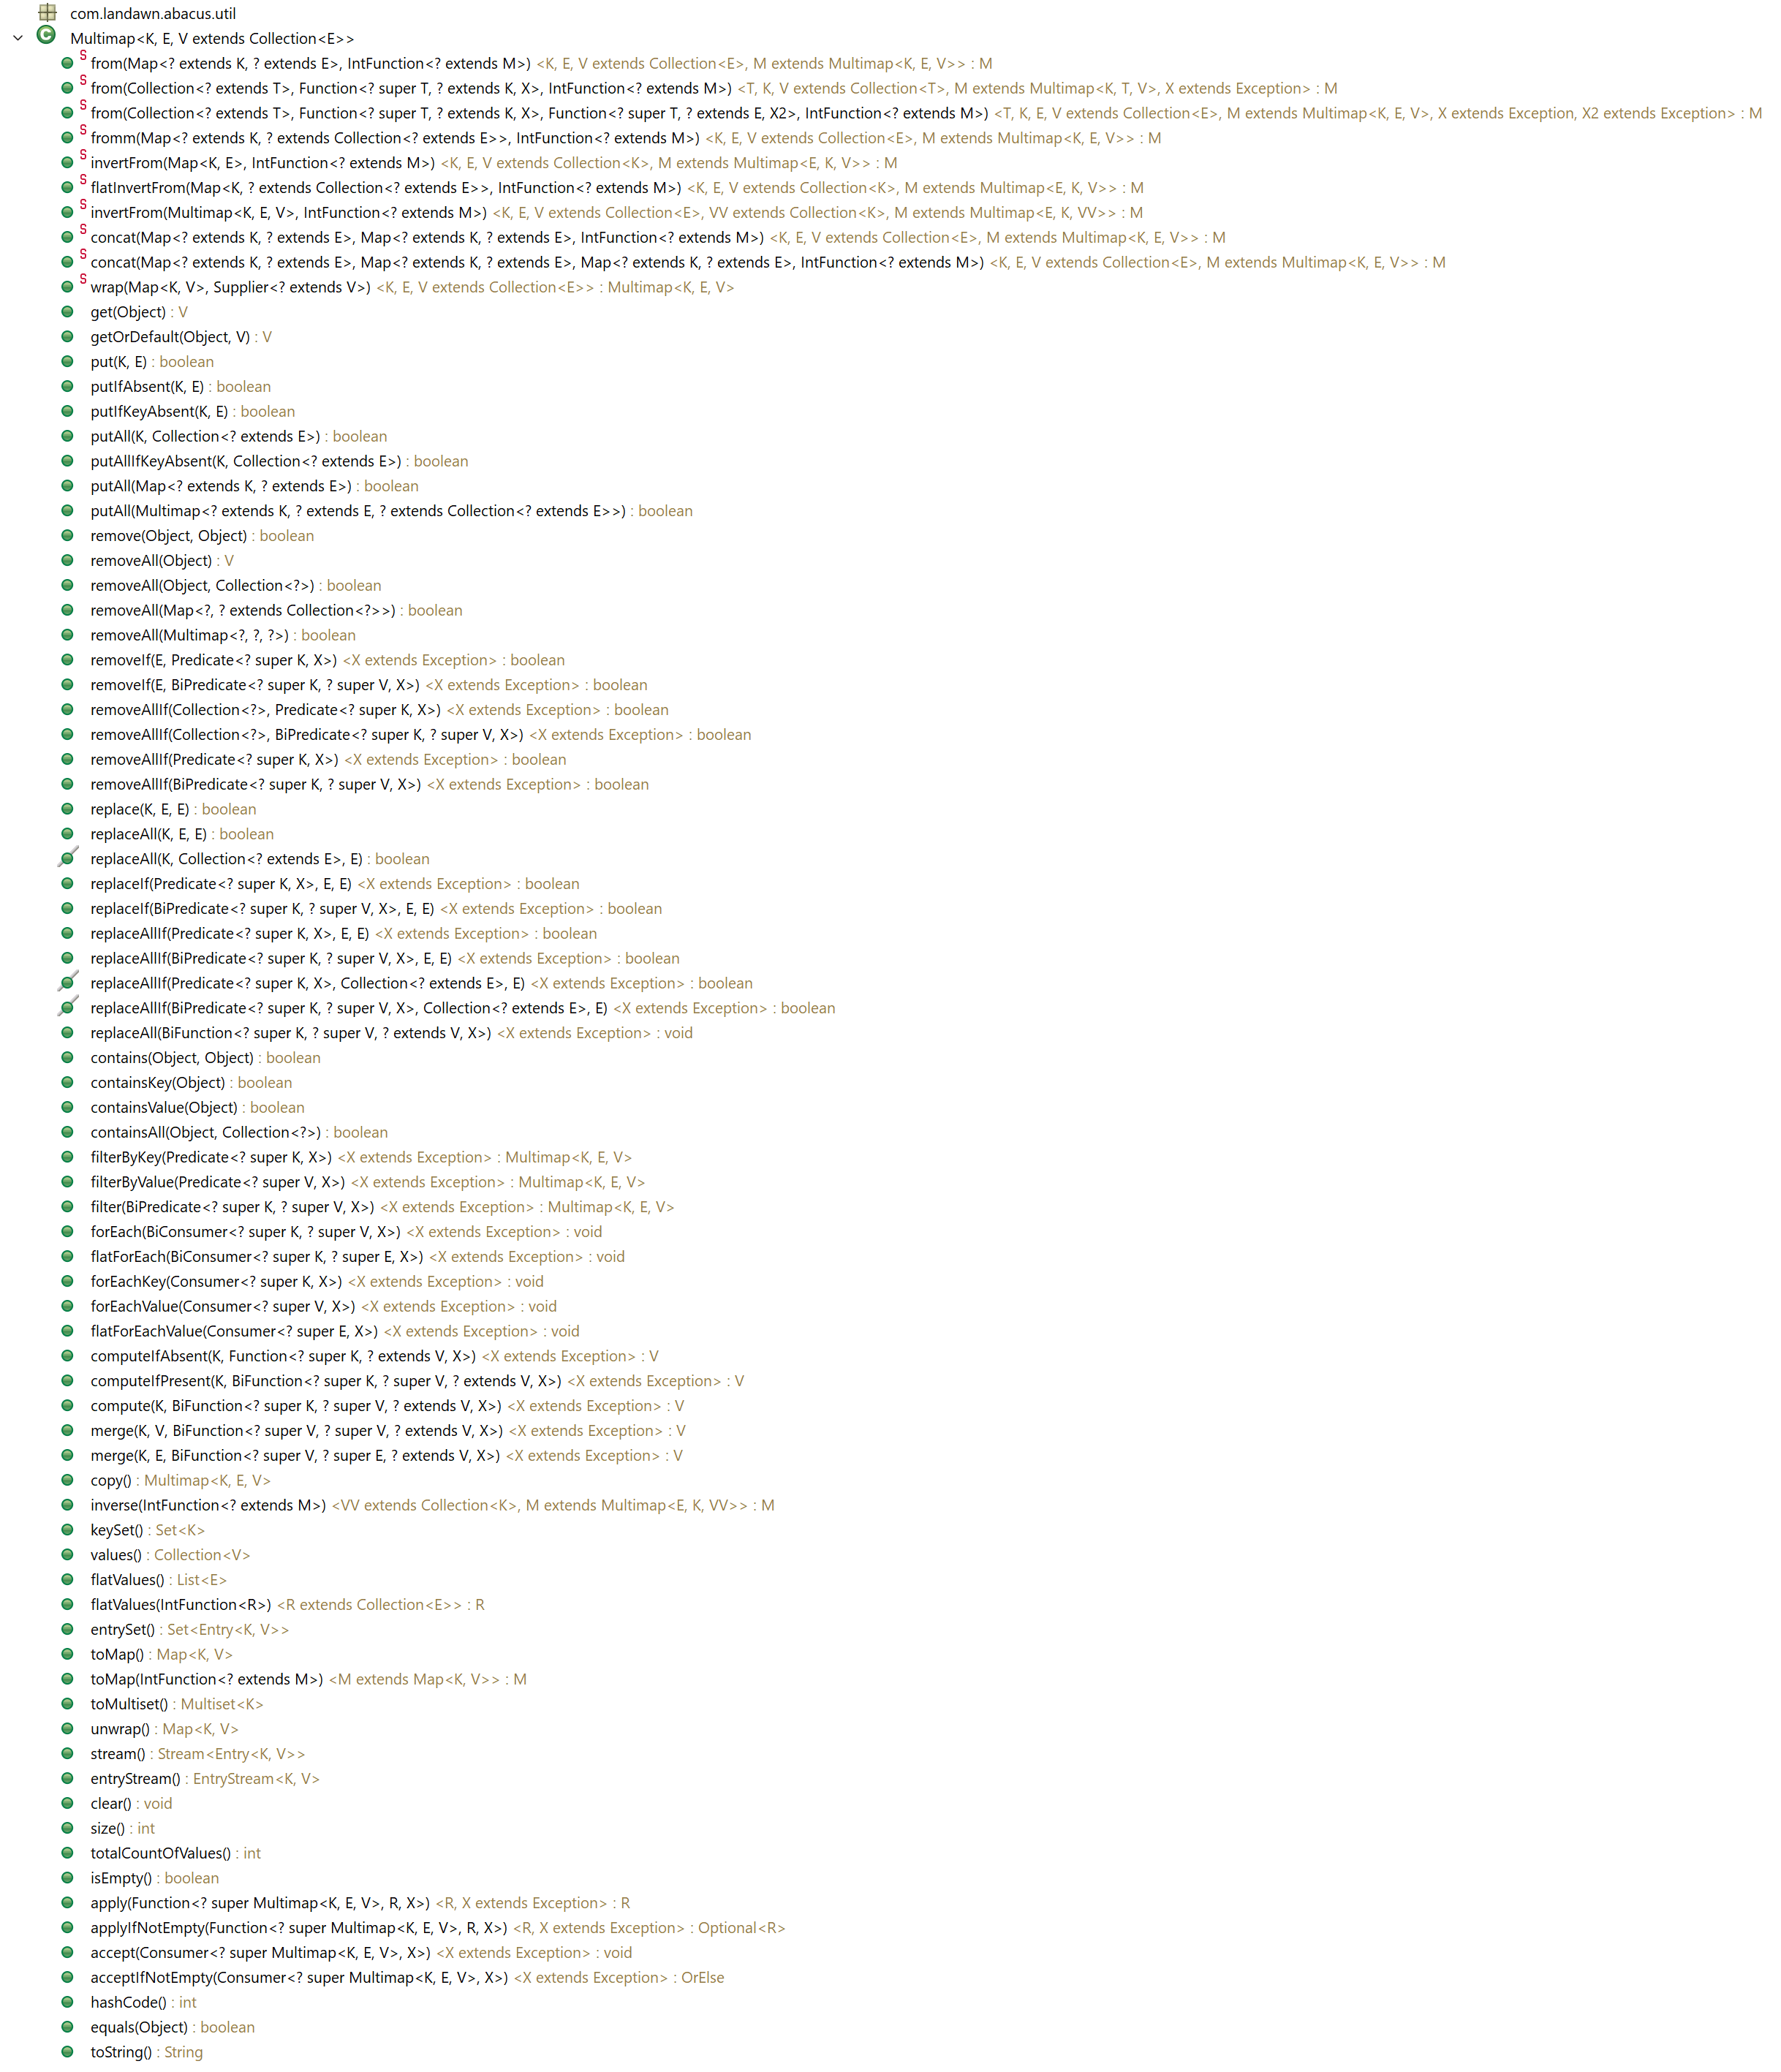 com.landawn.abacus.util
Multimap<K, E, V extends Collection<E>>
from(Map<? extends K, ? extends E>, IntFunction<? extends M>) <K, E, V extends Collection<E>, M extends Multimap<K, E, V>> : M
from(Collection<? extends T>, Function<? super T, ? extends K, X>, IntFunction<? extends M>) <T, K, V extends Collection<T>, M extends Multimap<K, T, V>, X extends Exception> : M
from(Collection<? extends T>, Function<? super T, ? extends K, X>, Function<? super T, ? extends E, X2>, IntFunction<? extends M>) <T, K, E, V extends Collection<E>, M extends Multimap<K, E, V>, X extends Exception, X2 extends Exception> : M
fromm(Map<? extends K, ? extends Collection<? extends E>>, IntFunction<? extends M>) <K, E, V extends Collection<E>, M extends Multimap<K, E, V>> : M
invertFrom(Map<K, E>, IntFunction<? extends M>) <K, E, V extends Collection<K>, M extends Multimap<E, K, V>> : M
flatInvertFrom(Map<K, ? extends Collection<? extends E>>, IntFunction<? extends M>) <K, E, V extends Collection<K>, M extends Multimap<E, K, V>> : M
invertFrom(Multimap<K, E, V>, IntFunction<? extends M>) <K, E, V extends Collection<E>, VV extends Collection<K>, M extends Multimap<E, K, VV>> : M
concat(Map<? extends K, ? extends E>, Map<? extends K, ? extends E>, IntFunction<? extends M>) <K, E, V extends Collection<E>, M extends Multimap<K, E, V>> : M
concat(Map<? extends K, ? extends E>, Map<? extends K, ? extends E>, Map<? extends K, ? extends E>, IntFunction<? extends M>) <K, E, V extends Collection<E>, M extends Multimap<K, E, V>> : M
wrap(Map<K, V>, Supplier<? extends V>) <K, E, V extends Collection<E>> : Multimap<K, E, V>
get(Object) : V
getOrDefault(Object, V) : V
put(K, E) : boolean
putIfAbsent(K, E) : boolean
putIfKeyAbsent(K, E) : boolean
putAll(K, Collection<? extends E>) : boolean
putAllIfKeyAbsent(K, Collection<? extends E>) : boolean
putAll(Map<? extends K, ? extends E>) : boolean
putAll(Multimap<? extends K, ? extends E, ? extends Collection<? extends E>>) : boolean
remove(Object, Object) : boolean
removeAll(Object) : V
removeAll(Object, Collection<?>) : boolean
removeAll(Map<?, ? extends Collection<?>>) : boolean
removeAll(Multimap<?, ?, ?>) : boolean
removeIf(E, Predicate<? super K, X>) <X extends Exception> : boolean
removeIf(E, BiPredicate<? super K, ? super V, X>) <X extends Exception> : boolean
removeAllIf(Collection<?>, Predicate<? super K, X>) <X extends Exception> : boolean
removeAllIf(Collection<?>, BiPredicate<? super K, ? super V, X>) <X extends Exception> : boolean
removeAllIf(Predicate<? super K, X>) <X extends Exception> : boolean
removeAllIf(BiPredicate<? super K, ? super V, X>) <X extends Exception> : boolean
replace(K, E, E) : boolean
replaceAll(K, E, E) : boolean
replaceAll(K, Collection<? extends E>, E) : boolean
replaceIf(Predicate<? super K, X>, E, E) <X extends Exception> : boolean
replaceIf(BiPredicate<? super K, ? super V, X>, E, E) <X extends Exception> : boolean
replaceAllIf(Predicate<? super K, X>, E, E) <X extends Exception> : boolean
replaceAllIf(BiPredicate<? super K, ? super V, X>, E, E) <X extends Exception> : boolean
replaceAllIf(Predicate<? super K, X>, Collection<? extends E>, E) <X extends Exception> : boolean
replaceAllIf(BiPredicate<? super K, ? super V, X>, Collection<? extends E>, E) <X extends Exception> : boolean
replaceAll(BiFunction<? super K, ? super V, ? extends V, X>) <X extends Exception> : void
contains(Object, Object) : boolean
containsKey(Object) : boolean
containsValue(Object) : boolean
containsAll(Object, Collection<?>) : boolean
filterByKey(Predicate<? super K, X>) <X extends Exception> : Multimap<K, E, V>
filterByValue(Predicate<? super V, X>) <X extends Exception> : Multimap<K, E, V>
filter(BiPredicate<? super K, ? super V, X>) <X extends Exception> : Multimap<K, E, V>
forEach(BiConsumer<? super K, ? super V, X>) <X extends Exception> : void
flatForEach(BiConsumer<? super K, ? super E, X>) <X extends Exception> : void
forEachKey(Consumer<? super K, X>) <X extends Exception> : void
forEachValue(Consumer<? super V, X>) <X extends Exception> : void
flatForEachValue(Consumer<? super E, X>) <X extends Exception> : void
computeIfAbsent(K, Function<? super K, ? extends V, X>) <X extends Exception> : V
computeIfPresent(K, BiFunction<? super K, ? super V, ? extends V, X>) <X extends Exception> : V
compute(K, BiFunction<? super K, ? super V, ? extends V, X>) <X extends Exception> : V
merge(K, V, BiFunction<? super V, ? super V, ? extends V, X>) <X extends Exception> : V
merge(K, E, BiFunction<? super V, ? super E, ? extends V, X>) <X extends Exception> : V
copy() : Multimap<K, E, V>
inverse(IntFunction<? extends M>) <VV extends Collection<K>, M extends Multimap<E, K, VV>> : M
keySet() : Set<K>
values() : Collection<V>
flatValues() : List<E>
flatValues(IntFunction<R>) <R extends Collection<E>> : R
entrySet() : Set<Entry<K, V>>
toMap() : Map<K, V>
toMap(IntFunction<? extends M>) <M extends Map<K, V>> : M
toMultiset() : Multiset<K>
unwrap() : Map<K, V>
stream() : Stream<Entry<K, V>>
entryStream() : EntryStream<K, V>
clear() : void
size() : int
totalCountOfValues() : int
isEmpty() : boolean
apply(Function<? super Multimap<K, E, V>, R, X>) <R, X extends Exception> : R
applyIfNotEmpty(Function<? super Multimap<K, E, V>, R, X>) <R, X extends Exception> : Optional<R>
accept(Consumer<? super Multimap<K, E, V>, X>) <X extends Exception> : void
acceptIfNotEmpty(Consumer<? super Multimap<K, E, V>, X>) <X extends Exception> : OrElse
hashCode() : int
equals(Object) : boolean
toString() : String